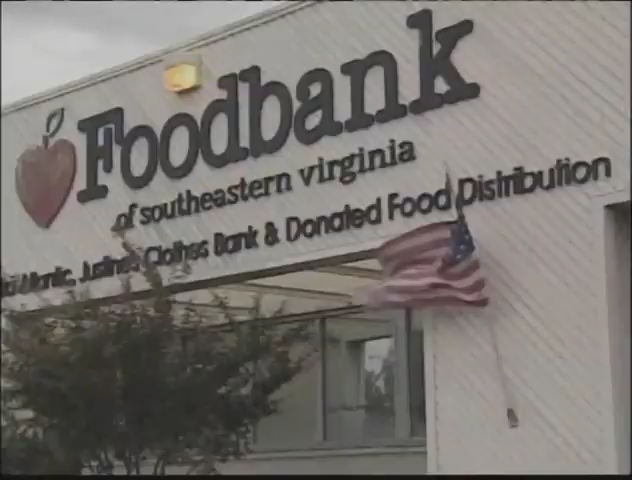 Foodbank
of southeastern virginia
Clothes Bank & Donated Food Distribution